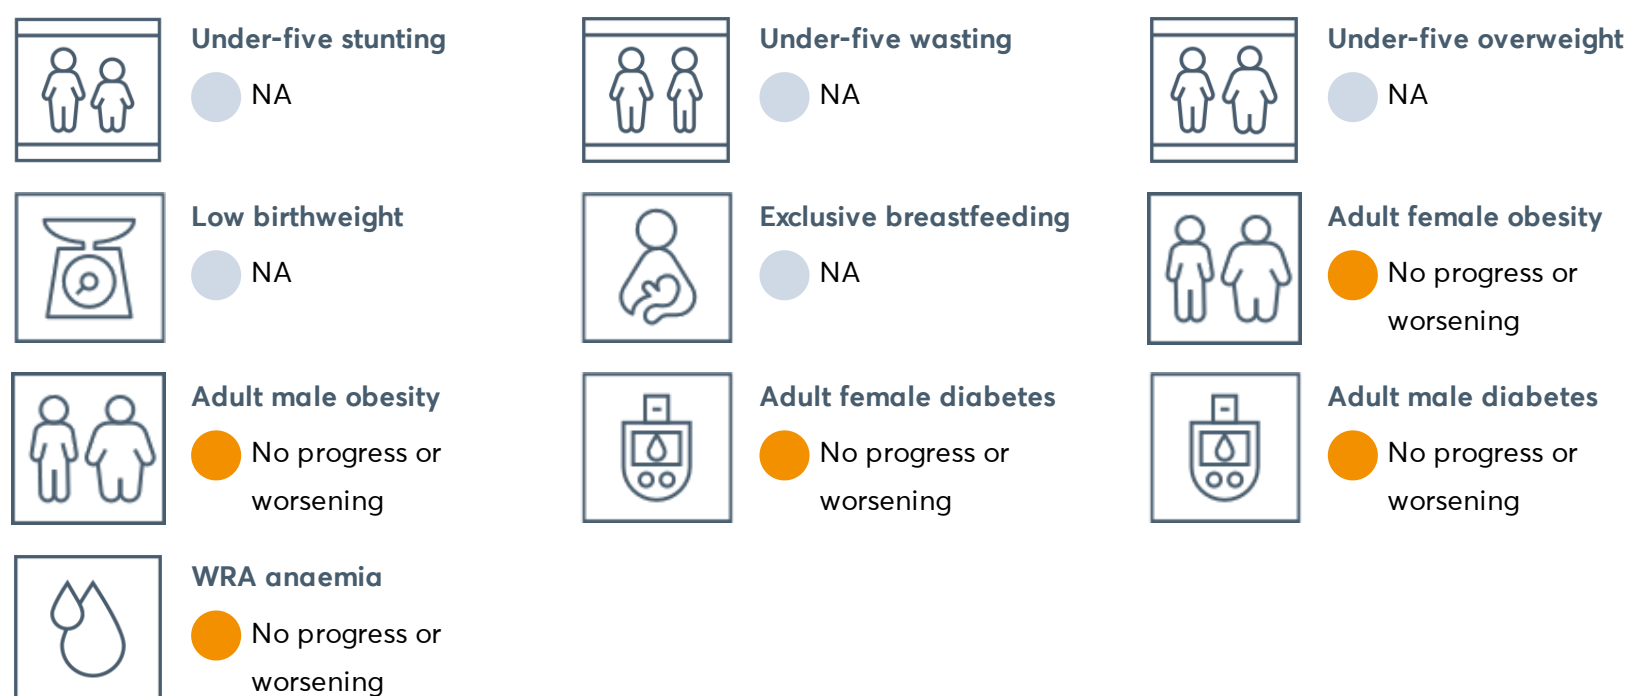 Under-five stunting
NA
Under-five wasting
NA
Under-five overweight
NA
Low birthweight
NA
Exclusive breastfeeding
NA
Adult female obesity
No progress or
worsening
Adult male obesity
No progress or
worsening
Adult female diabetes
No progress or
worsening
Adult male diabetes
No progress or
worsening
WRA anaemia
No progress or
worsening